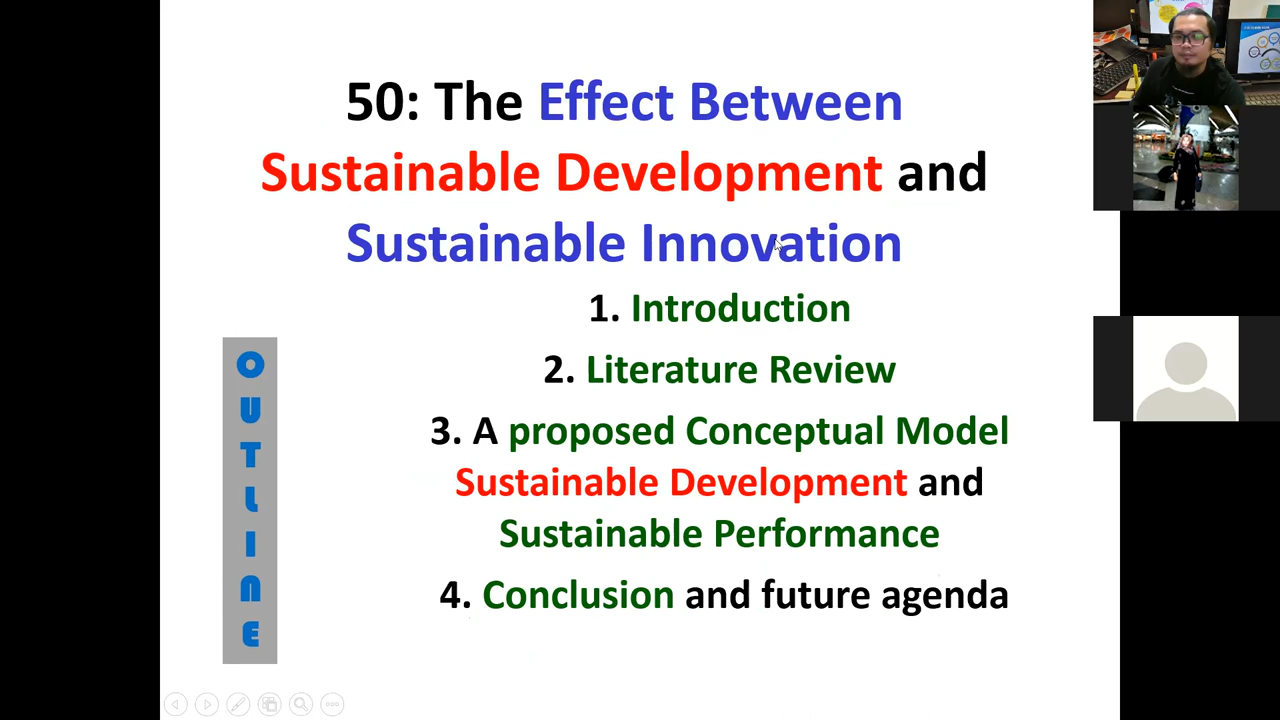 50: The Effect Between
Sustainable Development and
Sustainable Innovation
1. Introduction
2. Literature Review
3. A proposed Conceptual Model
Sustainable Development and
Sustainable Performance
4. Conclusion and future agenda
OUTLINE